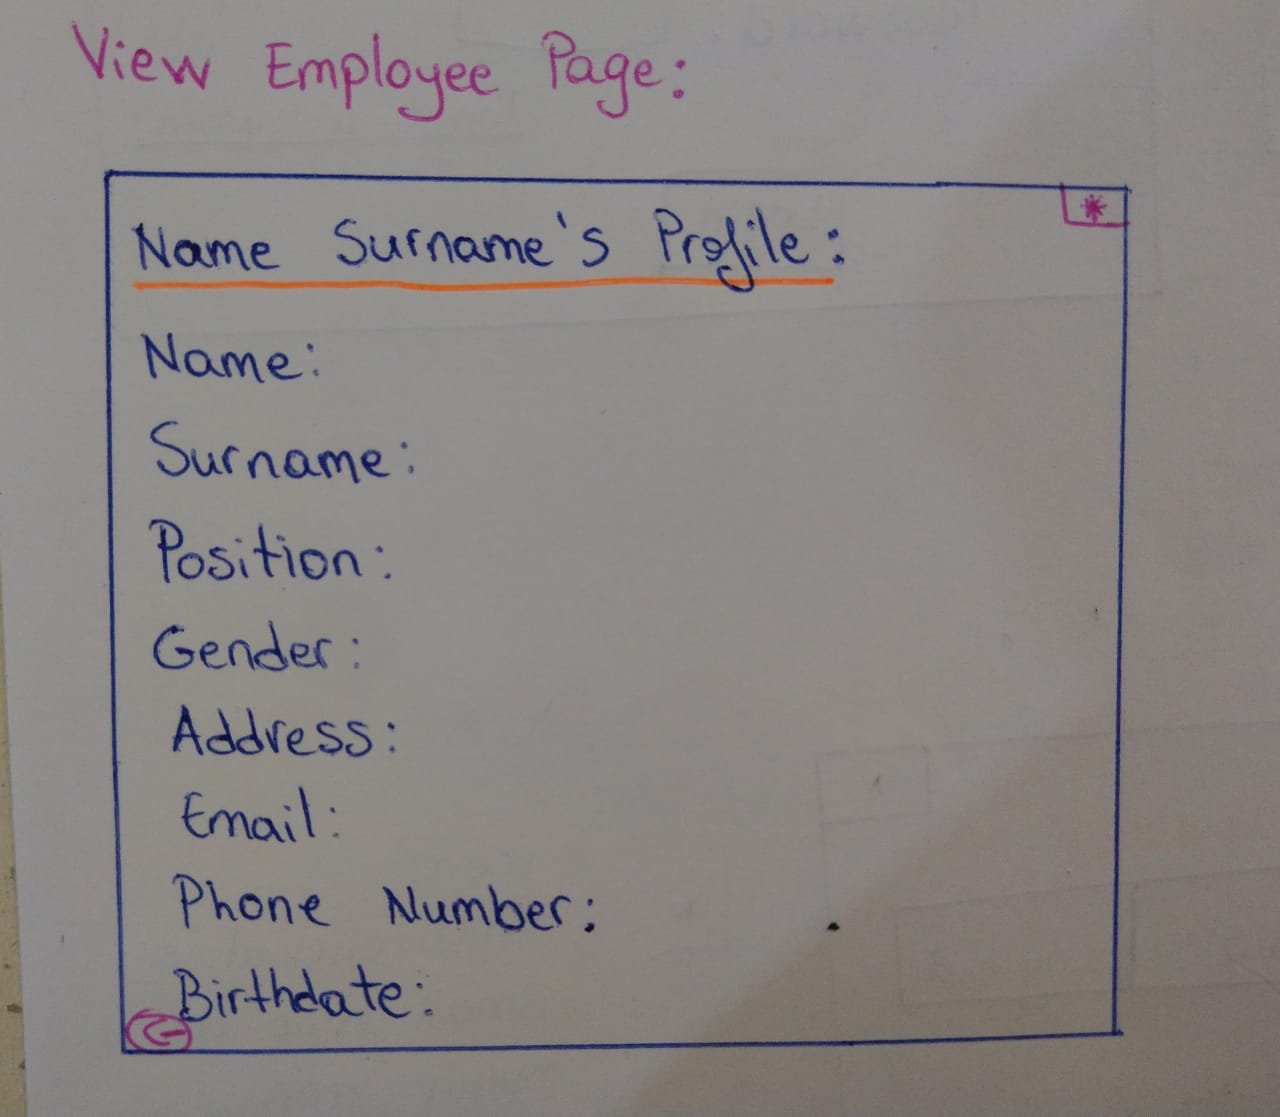 View Employee Page:
*
Name Surname's Profile:
Name:
Surname:
Position:
Gender:
Address:
Email:
Phone Number:
Birthdate: